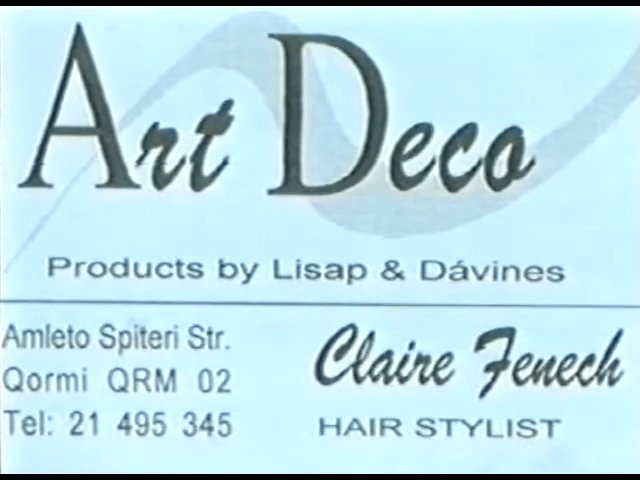 Art Deco
Products by Lisap & Dávines
Amleto Spiteri Str.
Qormi QRM 02
Tel: 21 495 345
Claire Fenech
HAIR STYLIST